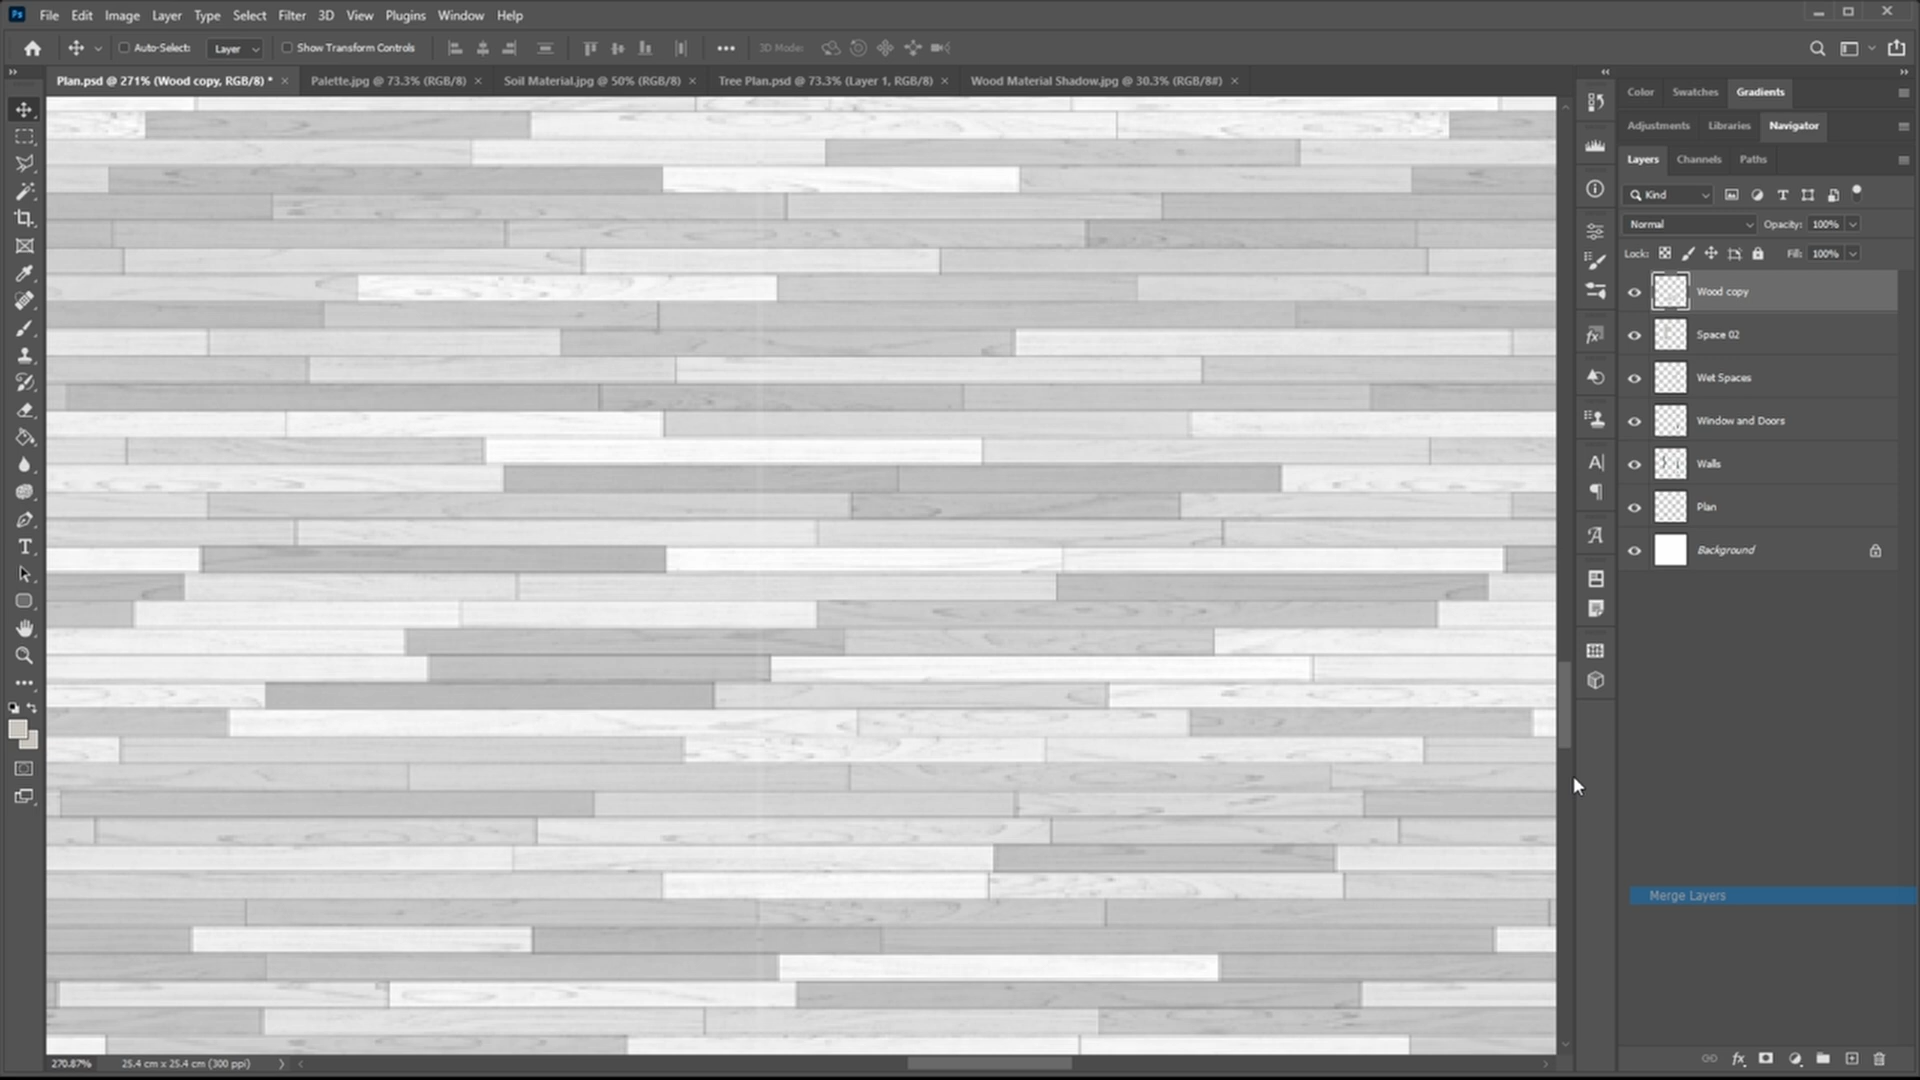 Ps File Edit Image Layer Type Select Filter 3D View Plugins Window Help
Auto-Select: Layer Show Transform Controls 3D Mode:
Plan.psd @ 271% (Wood copy, RGB/8) * Palette.jpg @ 73.3% (RGB/8) Soil Material.jpg @ 50% (RGB/8) Tree Plan.psd @ 73.3% (Layer 1, RGB/8) Wood Material Shadow.jpg @ 30.3% (RGB/8#)
Color Swatches Gradients
Adjustments Libraries Navigator
Layers Channels Paths
Kind
Normal Opacity: 100%
Lock: Fill: 100%
Wood copy
Space 02
Wet Spaces
Window and Doors
Walls
Plan
Background
Merge Layers
270.87% 25.4 cm x 25.4 cm (300 ppi)